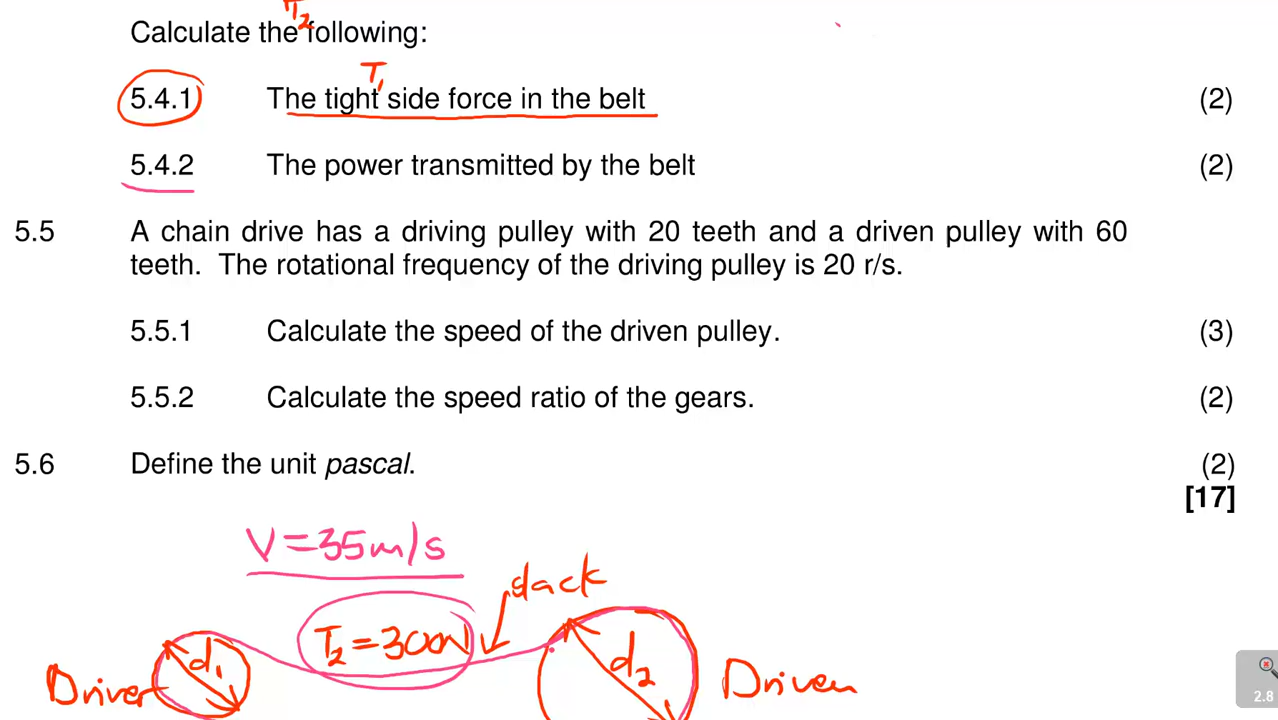 T2
Calculate the following:
T1
5.4.1 The tight side force in the belt (2)
5.4.2 The power transmitted by the belt (2)
5.5 A chain drive has a driving pulley with 20 teeth and a driven pulley with 60
teeth. The rotational frequency of the driving pulley is 20 r/s.
5.5.1 Calculate the speed of the driven pulley. (3)
5.5.2 Calculate the speed ratio of the gears. (2)
5.6 Define the unit pascal. (2)
[17]
V=35m/s
slack
T2=300N
d1
d2
Driver
Driven
2.8